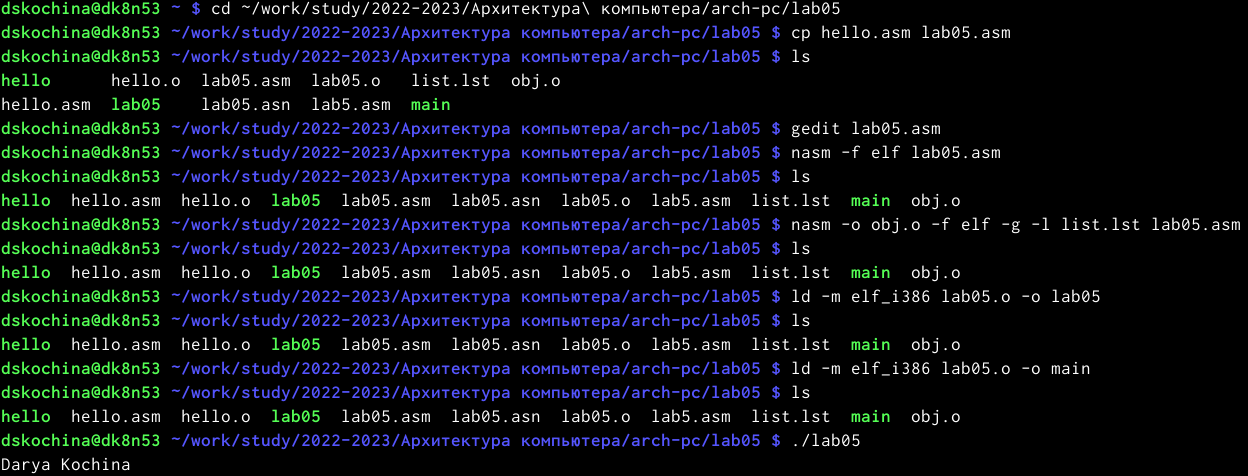 dskochina@dk8n53 ~ $ cd ~/work/study/2022-2023/Архитектура\ компьютера/arch-pc/lab05
dskochina@dk8n53 ~/work/study/2022-2023/Архитектура компьютера/arch-pc/lab05 $ cp hello.asm lab05.asm
dskochina@dk8n53 ~/work/study/2022-2023/Архитектура компьютера/arch-pc/lab05 $ ls
hello      hello.o  lab05.asm  lab05.o   list.lst  obj.o
hello.asm  lab05    lab05.asn  lab5.asm  main
dskochina@dk8n53 ~/work/study/2022-2023/Архитектура компьютера/arch-pc/lab05 $ gedit lab05.asm
dskochina@dk8n53 ~/work/study/2022-2023/Архитектура компьютера/arch-pc/lab05 $ nasm -f elf lab05.asm
dskochina@dk8n53 ~/work/study/2022-2023/Архитектура компьютера/arch-pc/lab05 $ ls
hello  hello.asm  hello.o  lab05  lab05.asm  lab05.asn  lab05.o  lab5.asm  list.lst  main  obj.o
dskochina@dk8n53 ~/work/study/2022-2023/Архитектура компьютера/arch-pc/lab05 $ nasm -o obj.o -f elf -g -l list.lst lab05.asm
dskochina@dk8n53 ~/work/study/2022-2023/Архитектура компьютера/arch-pc/lab05 $ ls
hello  hello.asm  hello.o  lab05  lab05.asm  lab05.asn  lab05.o  lab5.asm  list.lst  main  obj.o
dskochina@dk8n53 ~/work/study/2022-2023/Архитектура компьютера/arch-pc/lab05 $ ld -m elf_i386 lab05.o -o lab05
dskochina@dk8n53 ~/work/study/2022-2023/Архитектура компьютера/arch-pc/lab05 $ ls
hello  hello.asm  hello.o  lab05  lab05.asm  lab05.asn  lab05.o  lab5.asm  list.lst  main  obj.o
dskochina@dk8n53 ~/work/study/2022-2023/Архитектура компьютера/arch-pc/lab05 $ ld -m elf_i386 lab05.o -o main
dskochina@dk8n53 ~/work/study/2022-2023/Архитектура компьютера/arch-pc/lab05 $ ls
hello  hello.asm  hello.o  lab05  lab05.asm  lab05.asn  lab05.o  lab5.asm  list.lst  main  obj.o
dskochina@dk8n53 ~/work/study/2022-2023/Архитектура компьютера/arch-pc/lab05 $ ./lab05
Darya Kochina